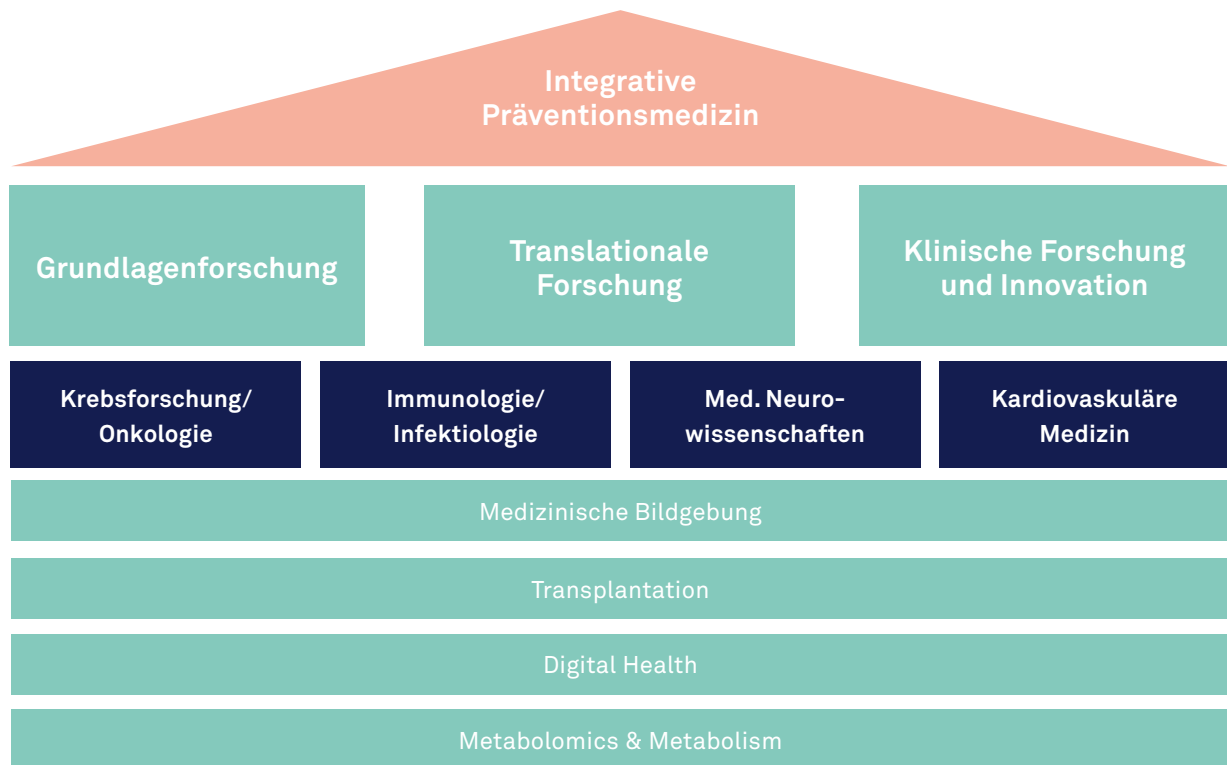 Integrative
Präventionsmedizin
Grundlagenforschung
Translationale
Forschung
Klinische Forschung
und Innovation
Krebsforschung/
Onkologie
Immunologie/
Infektiologie
Med. Neuro-
wissenschaften
Kardiovaskuläre
Medizin
Medizinische Bildgebung
Transplantation
Digital Health
Metabolomics & Metabolism